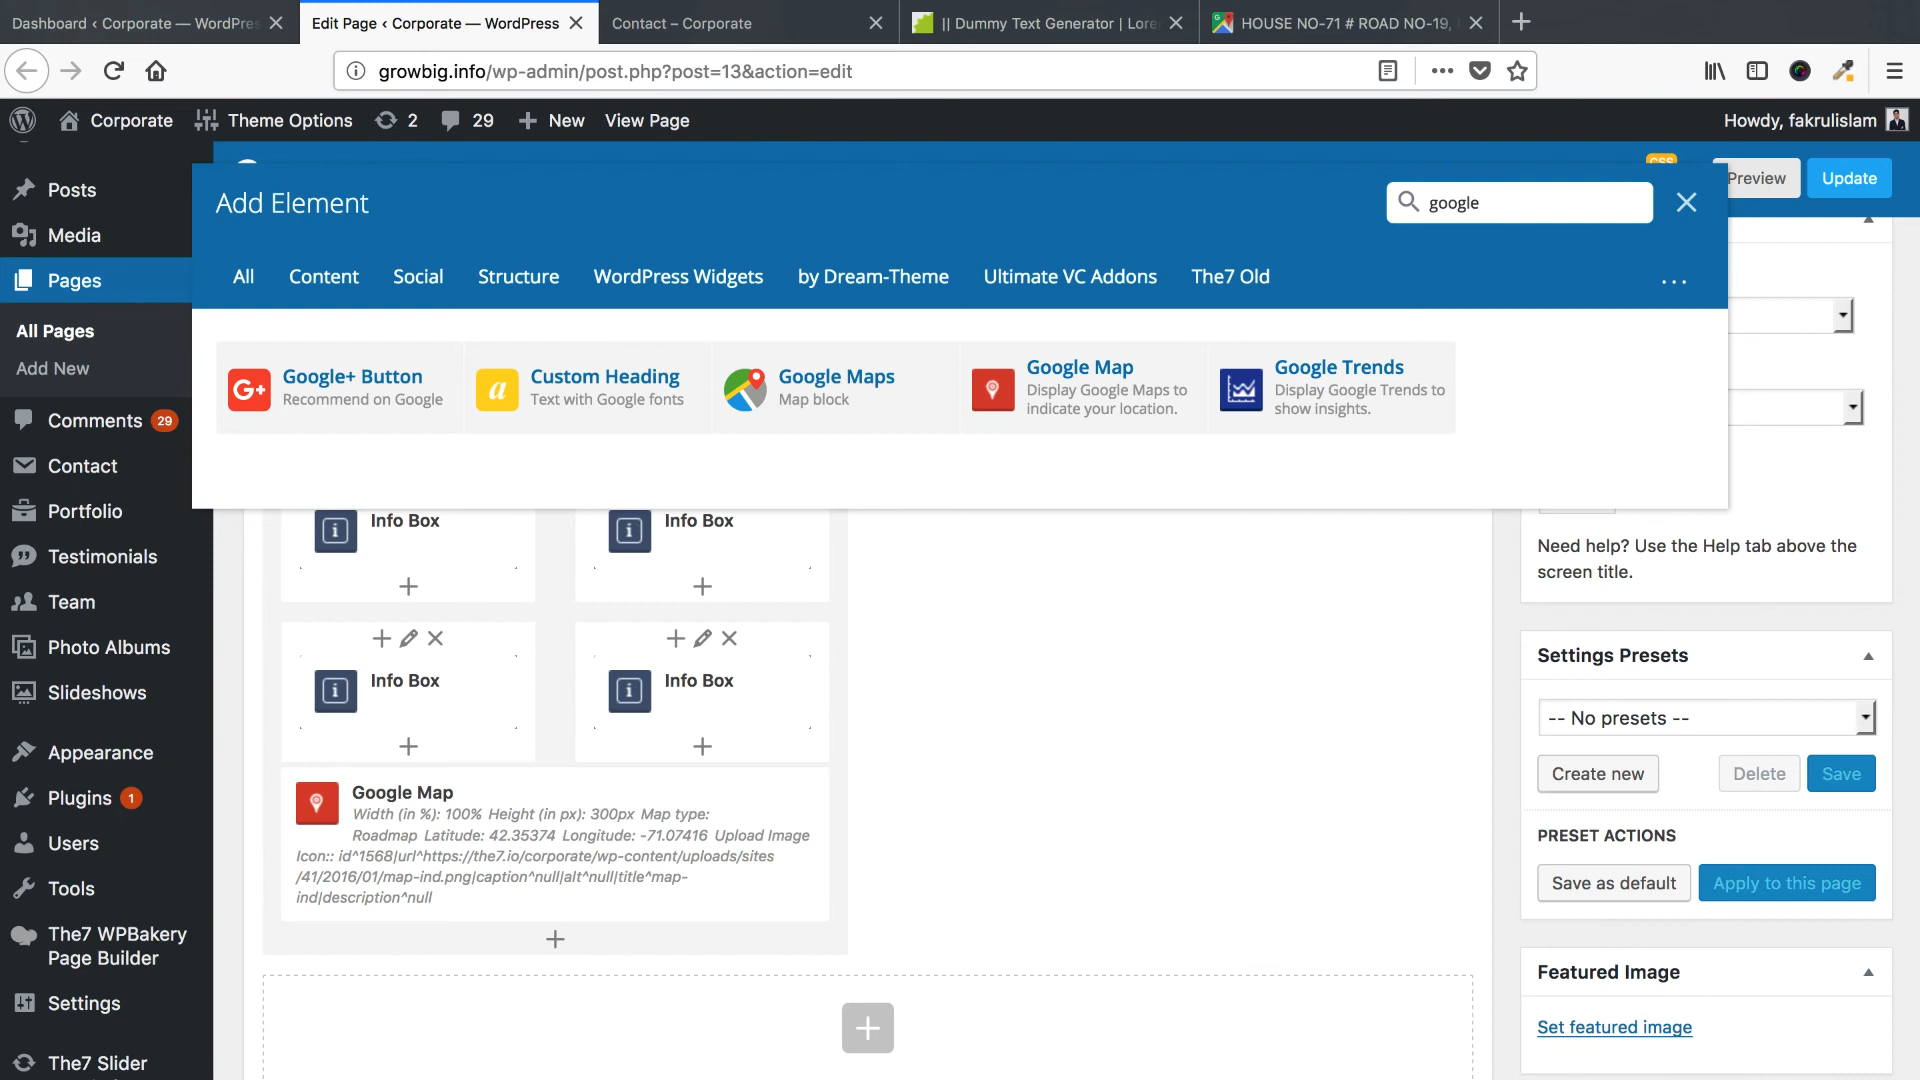 Dashboard ‹ Corporate — WordPres
Edit Page ‹ Corporate — WordPress
Contact – Corporate
|| Dummy Text Generator | Lore
HOUSE NO-71 # ROAD NO-19,
growbig.info/wp-admin/post.php?post=13&action=edit
Corporate
Theme Options
2
29
New
View Page
Howdy, fakrulislam
Posts
Media
Pages
All Pages
Add New
Comments 29
Contact
Portfolio
Testimonials
Team
Photo Albums
Slideshows
Appearance
Plugins 1
Users
Tools
The7 WPBakery
Page Builder
Settings
The7 Slider
CSS
Preview
Update
Add Element
google
All
Content
Social
Structure
WordPress Widgets
by Dream-Theme
Ultimate VC Addons
The7 Old
...
G+
Google+ Button
Recommend on Google
a
Custom Heading
Text with Google fonts
Google Maps
Map block
Google Map
Display Google Maps to
indicate your location.
Google Trends
Display Google Trends to
show insights.
Info Box
Info Box
Info Box
Info Box
Google Map
Width (in %): 100% Height (in px): 300px Map type:
Roadmap Latitude: 42.35374 Longitude: -71.07416 Upload Image
Icon:: id^1568|url^https://the7.io/corporate/wp-content/uploads/sites
/41/2016/01/map-ind.png|caption^null|alt^null|title^map-
ind|description^null
Need help? Use the Help tab above the
screen title.
Settings Presets
-- No presets --
Create new
Delete
Save
PRESET ACTIONS
Save as default
Apply to this page
Featured Image
Set featured image